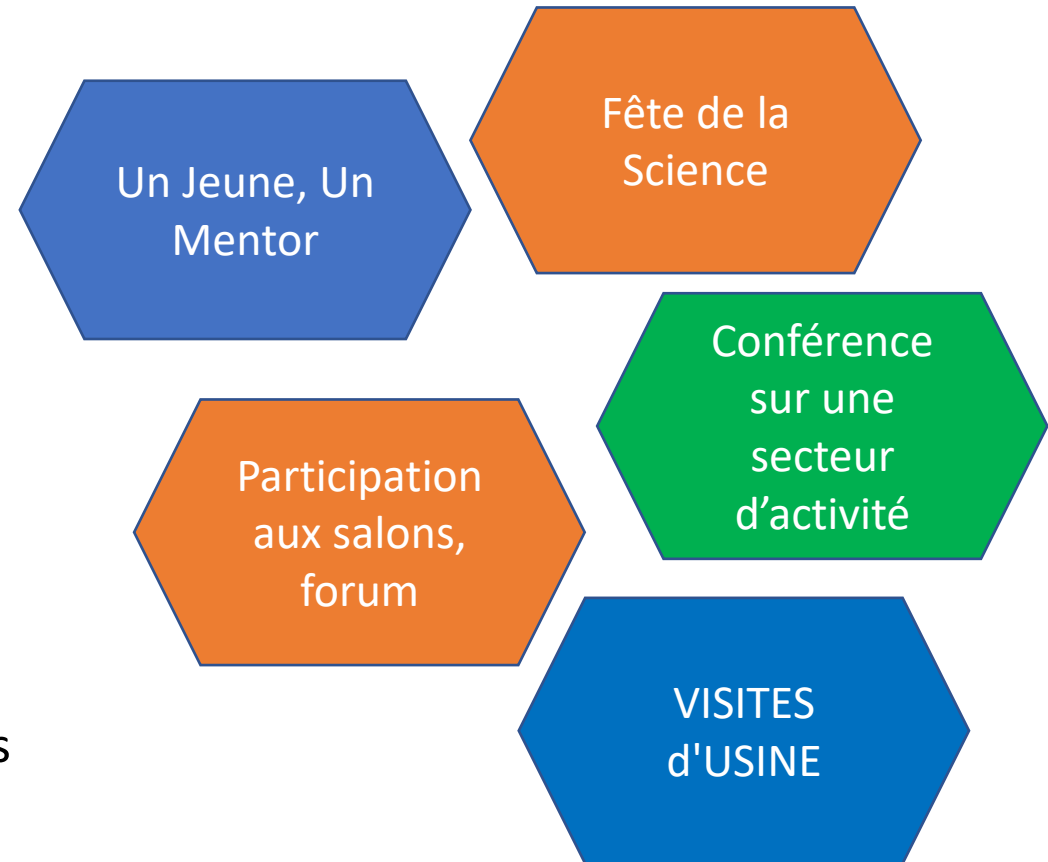 Fête de la
Science
Un Jeune, Un
Mentor
Conférence
sur une
secteur
d’activité
Participation
aux salons,
forum
VISITES
d'USINE
s